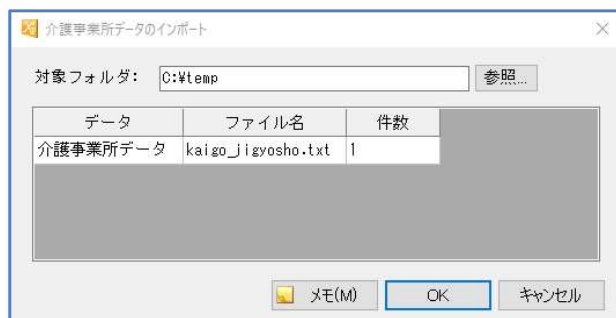 介護事業所データのインポート
対象フォルダ: C:¥temp 参照...
データ ファイル名 件数
介護事業所データ kaigo_jigyosho.txt 1
メモ(M) OK キャンセル